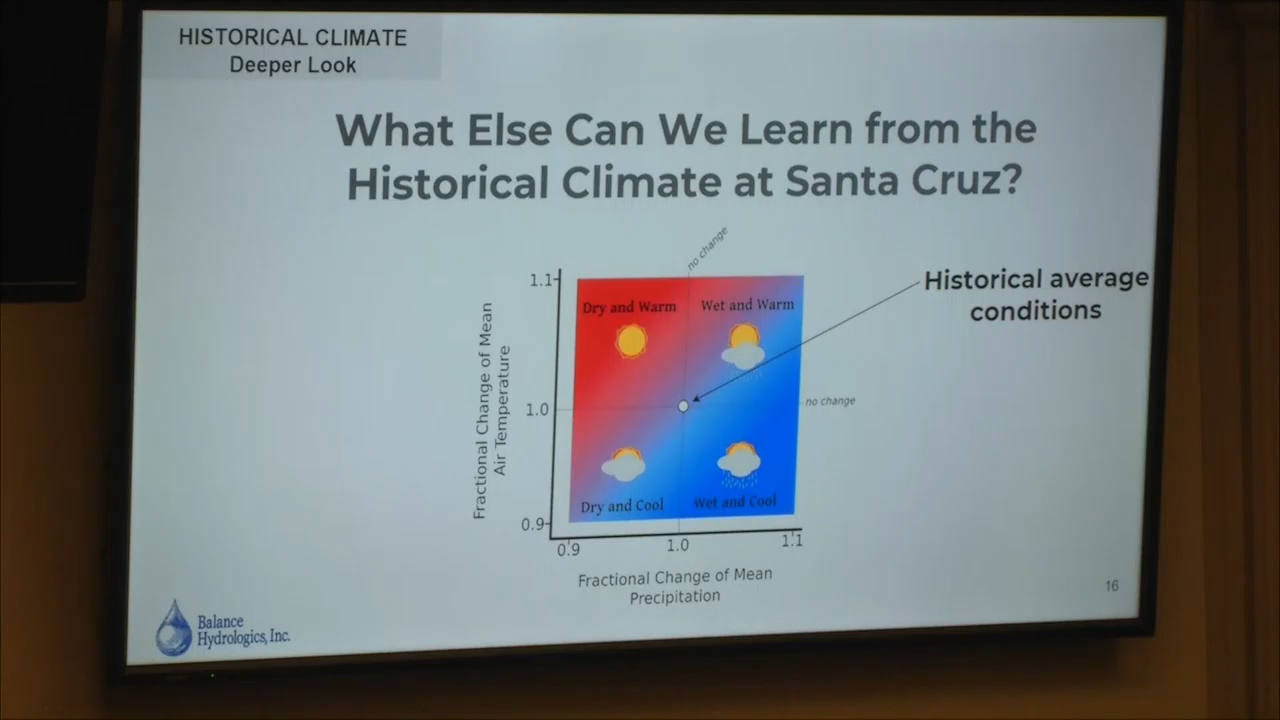 HISTORICAL CLIMATE
Deeper Look
What Else Can We Learn from the
Historical Climate at Santa Cruz?
no change
Historical average
conditions
1.1
Dry and Warm
Wet and Warm
Fractional Change of Mean
Air Temperature
1.0
no change
Dry and Cool
Wet and Cool
0.9
0.9
1.0
1.1
Fractional Change of Mean
Precipitation
16
Balance
Hydrologics, Inc.